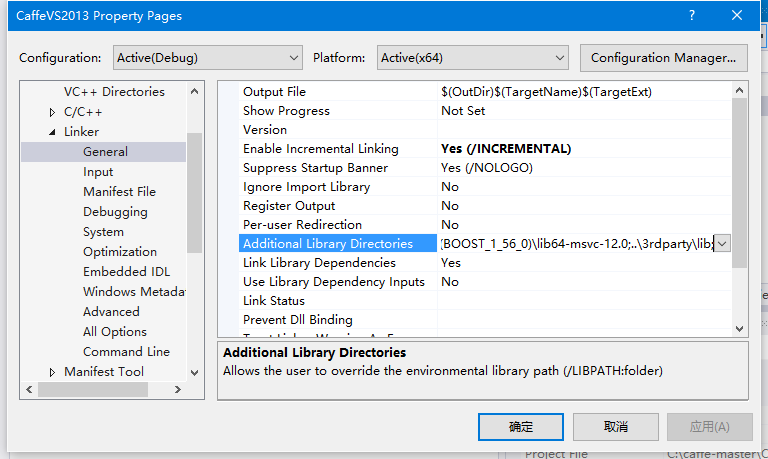 CaffeVS2013 Property Pages
Configuration: Active(Debug) Platform: Active(x64) Configuration Manager...
VC++ Directories
C/C++
Linker
General
Input
Manifest File
Debugging
System
Optimization
Embedded IDL
Windows Metada
Advanced
All Options
Command Line
Manifest Tool
Output File $(OutDir)$(TargetName)$(TargetExt)
Show Progress Not Set
Version
Enable Incremental Linking Yes (/INCREMENTAL)
Suppress Startup Banner Yes (/NOLOGO)
Ignore Import Library No
Register Output No
Per-user Redirection No
Additional Library Directories (BOOST_1_56_0)\lib64-msvc-12.0;..\3rdparty\lib;
Link Library Dependencies Yes
Use Library Dependency Inputs No
Link Status
Prevent Dll Binding
Additional Library Directories
Allows the user to override the environmental library path (/LIBPATH:folder)
确定 取消 应用(A)
Project File C:\caffe-master\C